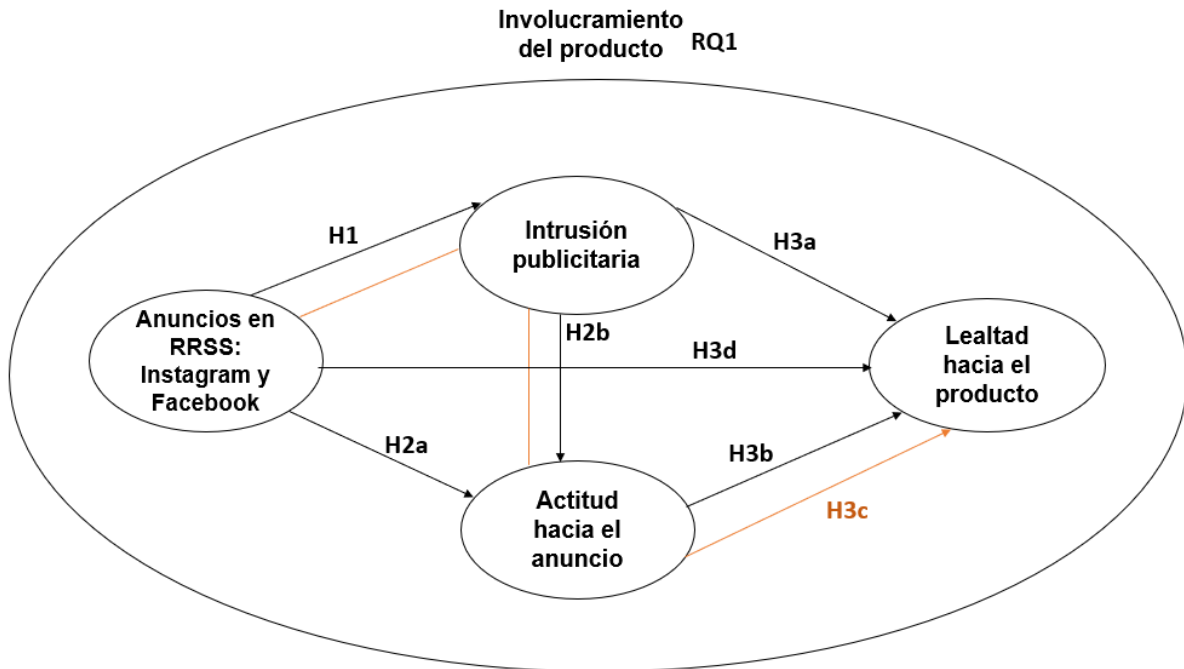 Involucramiento
del producto RQ1
H1
Intrusión
publicitaria
H3a
Anuncios en
RRSS:
Instagram y
Facebook
H2b
H3d
Lealtad
hacia el
producto
H2a
H3b
Actitud
hacia el
anuncio
H3c